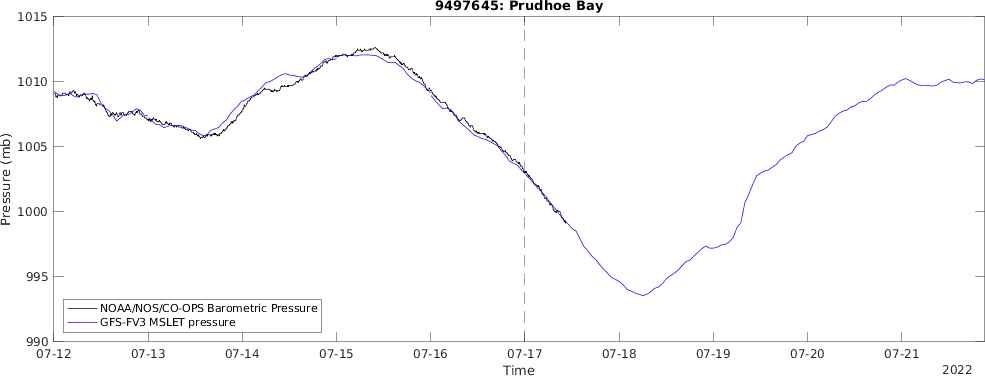 9497645: Prudhoe Bay
1015
1010
1005
1000
995
990
Pressure (mb)
NOAA/NOS/CO-OPS Barometric Pressure
GFS-FV3 MSLET pressure
07-12 07-13 07-14 07-15 07-16 07-17 07-18 07-19 07-20 07-21
Time
2022